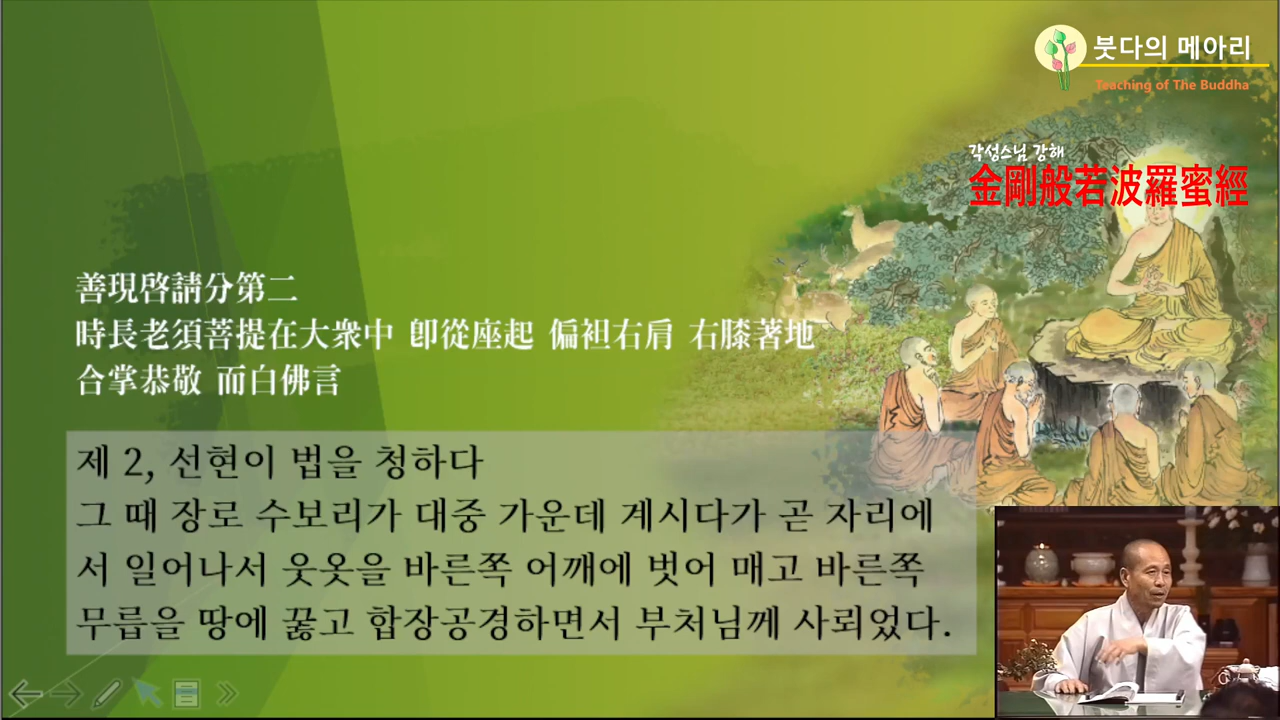 붓다의 메아리
Teaching of The Buddha
각성스님 강해
金剛般若波羅蜜經
善現啓請分第二
時長老須菩提在大衆中 卽從座起 偏袒右肩 右膝著地
合掌恭敬 而白佛言
제 2, 선현이 법을 청하다
그 때 장로 수보리가 대중 가운데 계시다가 곧 자리에
서 일어나서 웃옷을 바른쪽 어깨에 벗어 매고 바른쪽
무릎을 땅에 꿇고 합장공경하면서 부처님께 사뢰었다.